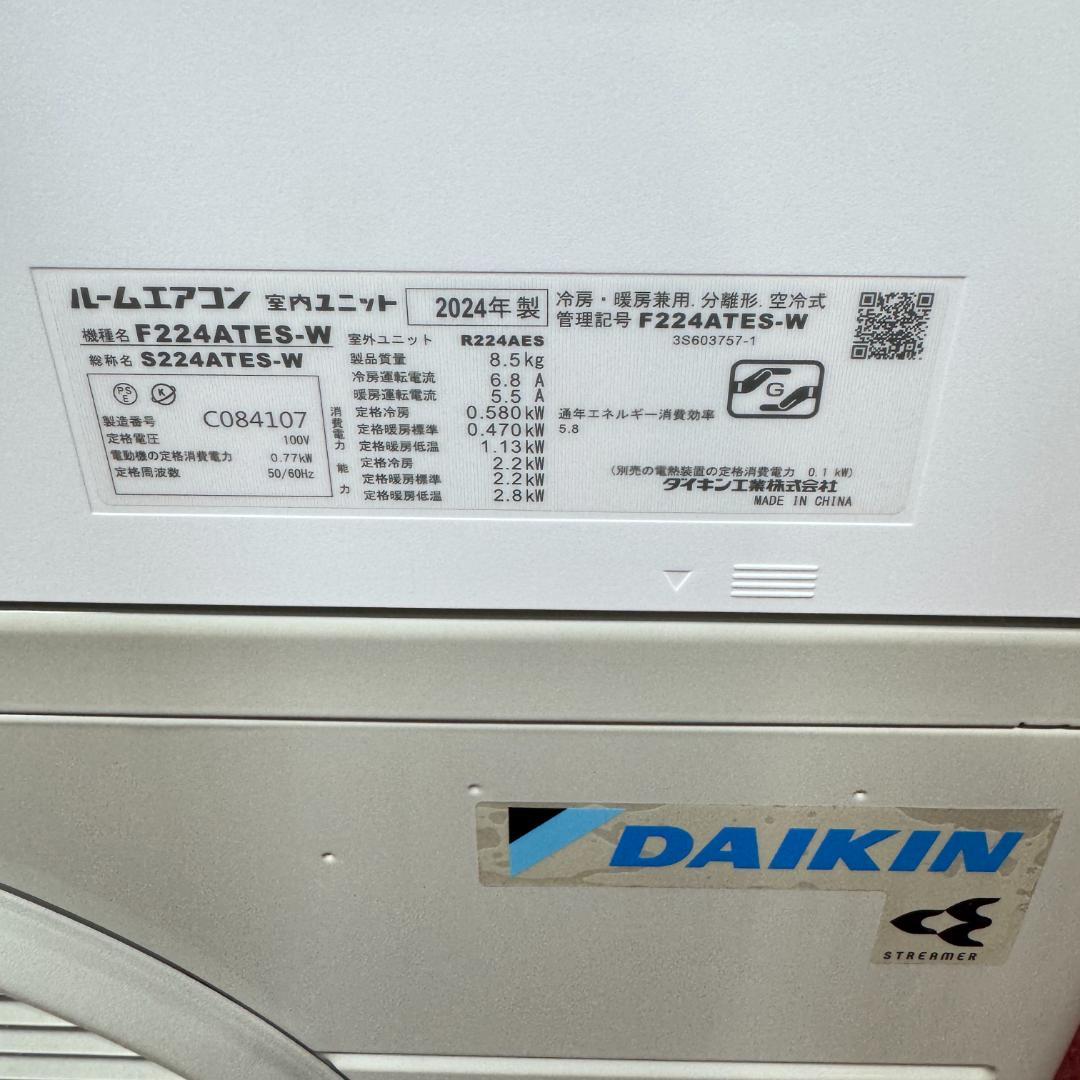 ルームエアコン 室内ユニット 2024年 製
機種名 F224ATES-W
総称名 S224ATES-W
PS E
K
製造番号 C084107
定格電圧 100V
電動機の定格消費電力 0.77kW
定格周波数 50/60Hz
室外ユニット R224AES
製品質量 8.5kg
冷房運転電流 6.8 A
暖房運転電流 5.5 A
消費電力
定格冷房 0.580kW
定格暖房標準 0.470kW
定格暖房低温 1.13kW
能力
定格冷房 2.2kW
定格暖房標準 2.2kW
定格暖房低温 2.8kW
冷房・暖房兼用. 分離形. 空冷式
管理記号 F224ATES-W
3S603757-1
G
通年エネルギー消費効率
5.8
(別売の電熱装置の定格消費電力 0.1 kW)
ダイキン工業株式会社
MADE IN CHINA
DAIKIN
STREAMER